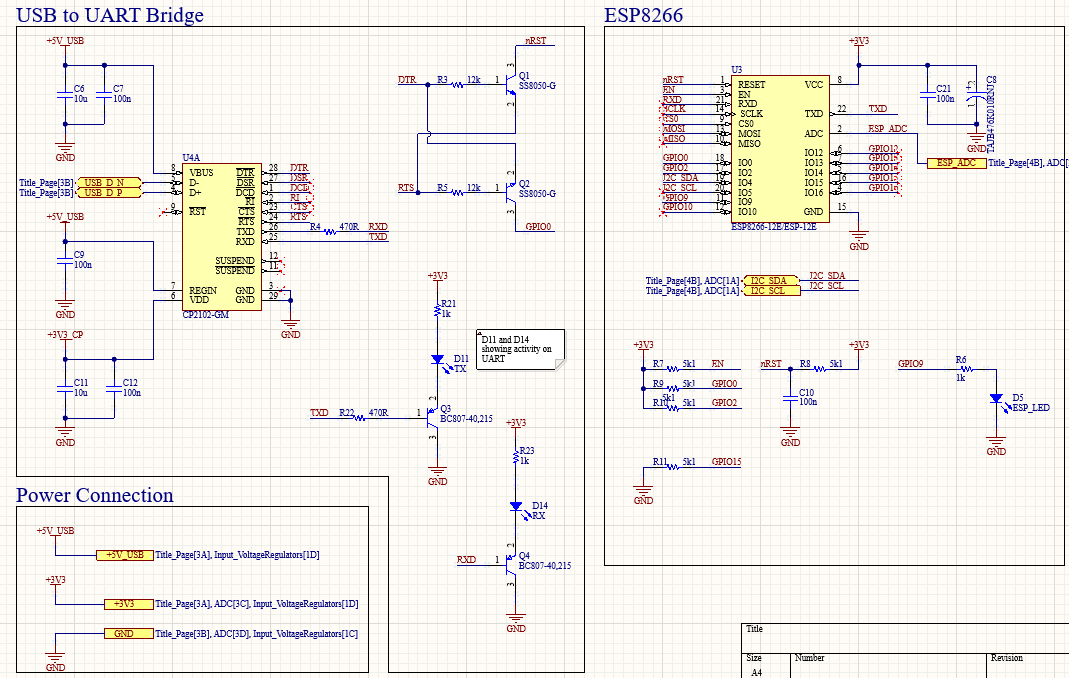 USB to UART Bridge
+5V_USB
C6
10u
C7
100n
GND
U4A
Title_Page[3B]
USB_D_N
Title_Page[3B]
USB_D_P
8
VBUS
D-
D+
9
RST
7
REGIN
6
VDD
DTR
28
DTR
DSR
27
DSR
DCD
1
DCD
RI
2
RI
CTS
23
CTS
RTS
24
RTS
TXD
26
RXD
25
SUSPEND
12
SUSPEND
11
GND
3
GND
29
CP2102-GM
R4
470R
RXD
TXD
GND
+5V_USB
C9
100n
GND
+3V3_CP
C11
10u
C12
100n
GND
nRST
DTR
R3
12k
1
3
2
Q1
SS8050-G
RTS
R5
12k
1
2
3
Q2
SS8050-G
GPIO0
+3V3
R21
1k
D11
TX
D11 and D14
showing activity on
UART
TXD
R22
470R
1
2
3
Q3
BC807-40,215
GND
+3V3
R23
1k
D14
RX
RXD
1
2
3
Q4
BC807-40,215
GND
Power Connection
+5V_USB
+5V_USB
Title_Page[3A], Input_VoltageRegulators[1D]
+3V3
+3V3
Title_Page[3A], ADC[3C], Input_VoltageRegulators[1D]
GND
Title_Page[3B], ADC[3D], Input_VoltageRegulators[1C]
GND
ESP8266
+3V3
U3
nRST
1
RESET
EN
3
EN
RXD
21
RXD
14
SCLK
9
CS0
MOSI
13
MOSI
MISO
10
MISO
GPIO0
18
IO0
GPIO2
17
IO2
I2C_SDA
19
IO4
I2C_SCL
20
IO5
GPIO9
11
IO9
GPIO10
12
IO10
VCC
8
TXD
22
TXD
ADC
2
ESP_ADC
IO12
6
IO13
IO14
IO15
IO16
GND
15
ESP8266-12E/ESP-12E
GND
C21
100n
C8
TAJB476K010RNJ
GND
ESP_ADC
Title_Page[4B], ADC[
Title_Page[4B], ADC[1A]
I2C_SDA
I2C_SDA
Title_Page[4B], ADC[1A]
I2C_SCL
I2C_SCL
+3V3
R7
5k1
EN
R9
5k1
GPIO0
R10
5k1
GPIO2
R11
5k1
GPIO15
GND
nRST
R8
5k1
+3V3
C10
100n
GND
GPIO9
R6
1k
D5
ESP_LED
GND
Title
Size
A4
Number
Revision